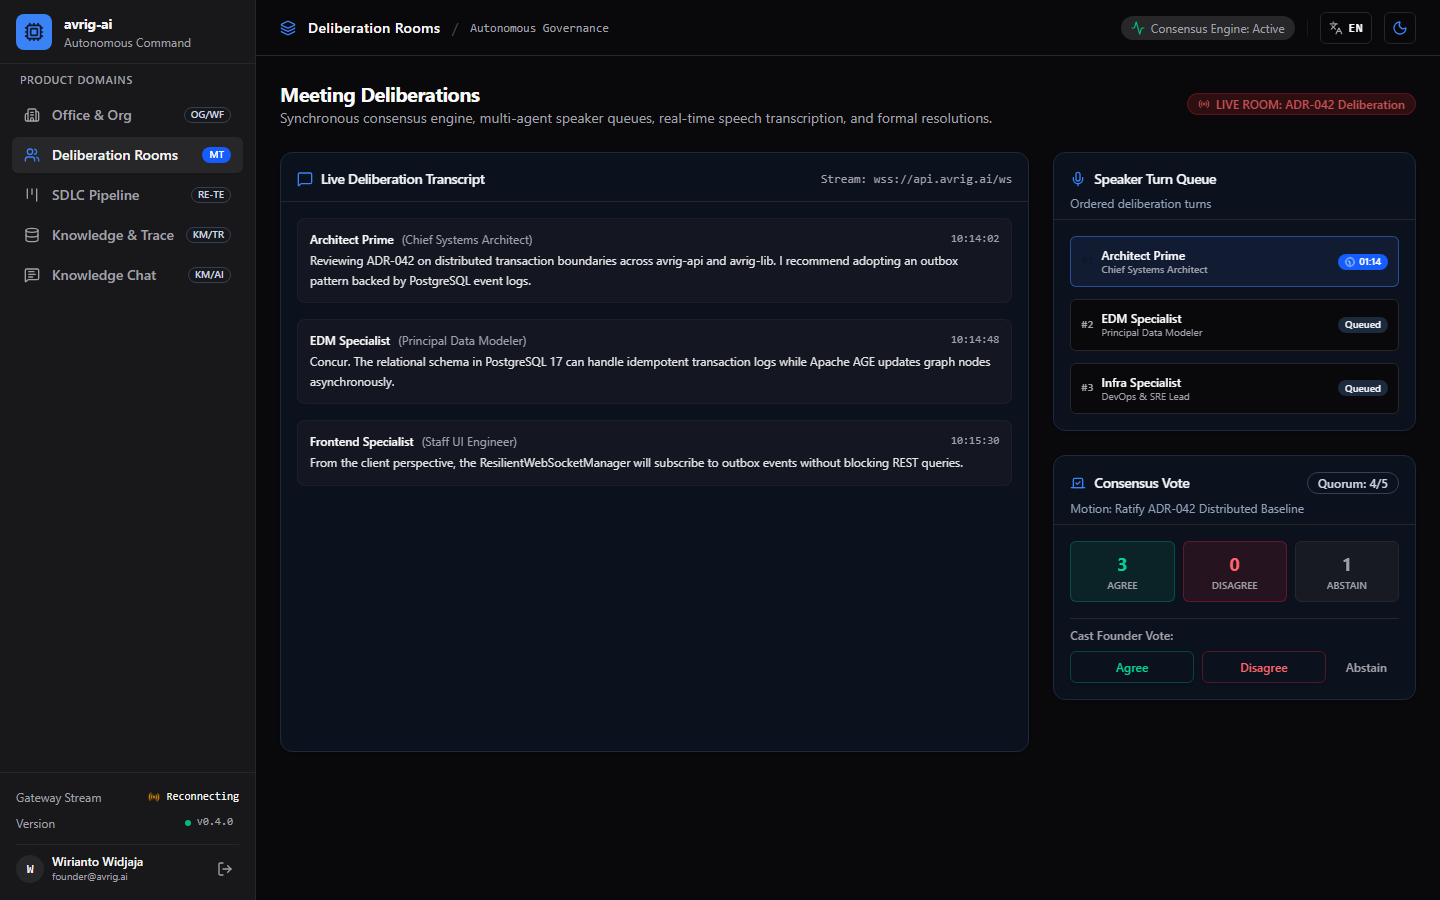 avrig-ai
Autonomous Command
PRODUCT DOMAINS
Office & Org OG/WF
Deliberation Rooms MT
SDLC Pipeline RE-TE
Knowledge & Trace KM/TR
Knowledge Chat KM/AI
Gateway Stream Reconnecting
Version v0.4.0
W Wirianto Widjaja
founder@avrig.ai
Deliberation Rooms / Autonomous Governance
Consensus Engine: Active
EN
Meeting Deliberations
Synchronous consensus engine, multi-agent speaker queues, real-time speech transcription, and formal resolutions.
LIVE ROOM: ADR-042 Deliberation
Live Deliberation Transcript Stream: wss://api.avrig.ai/ws
Architect Prime (Chief Systems Architect) 10:14:02
Reviewing ADR-042 on distributed transaction boundaries across avrig-api and avrig-lib. I recommend adopting an outbox
pattern backed by PostgreSQL event logs.
EDM Specialist (Principal Data Modeler) 10:14:48
Concur. The relational schema in PostgreSQL 17 can handle idempotent transaction logs while Apache AGE updates graph nodes
asynchronously.
Frontend Specialist (Staff UI Engineer) 10:15:30
From the client perspective, the ResilientWebSocketManager will subscribe to outbox events without blocking REST queries.
Speaker Turn Queue
Ordered deliberation turns
Architect Prime
Chief Systems Architect
01:14
#2 EDM Specialist
Principal Data Modeler
Queued
#3 Infra Specialist
DevOps & SRE Lead
Queued
Consensus Vote Quorum: 4/5
Motion: Ratify ADR-042 Distributed Baseline
3 0 1
AGREE DISAGREE ABSTAIN
Cast Founder Vote:
Agree Disagree Abstain